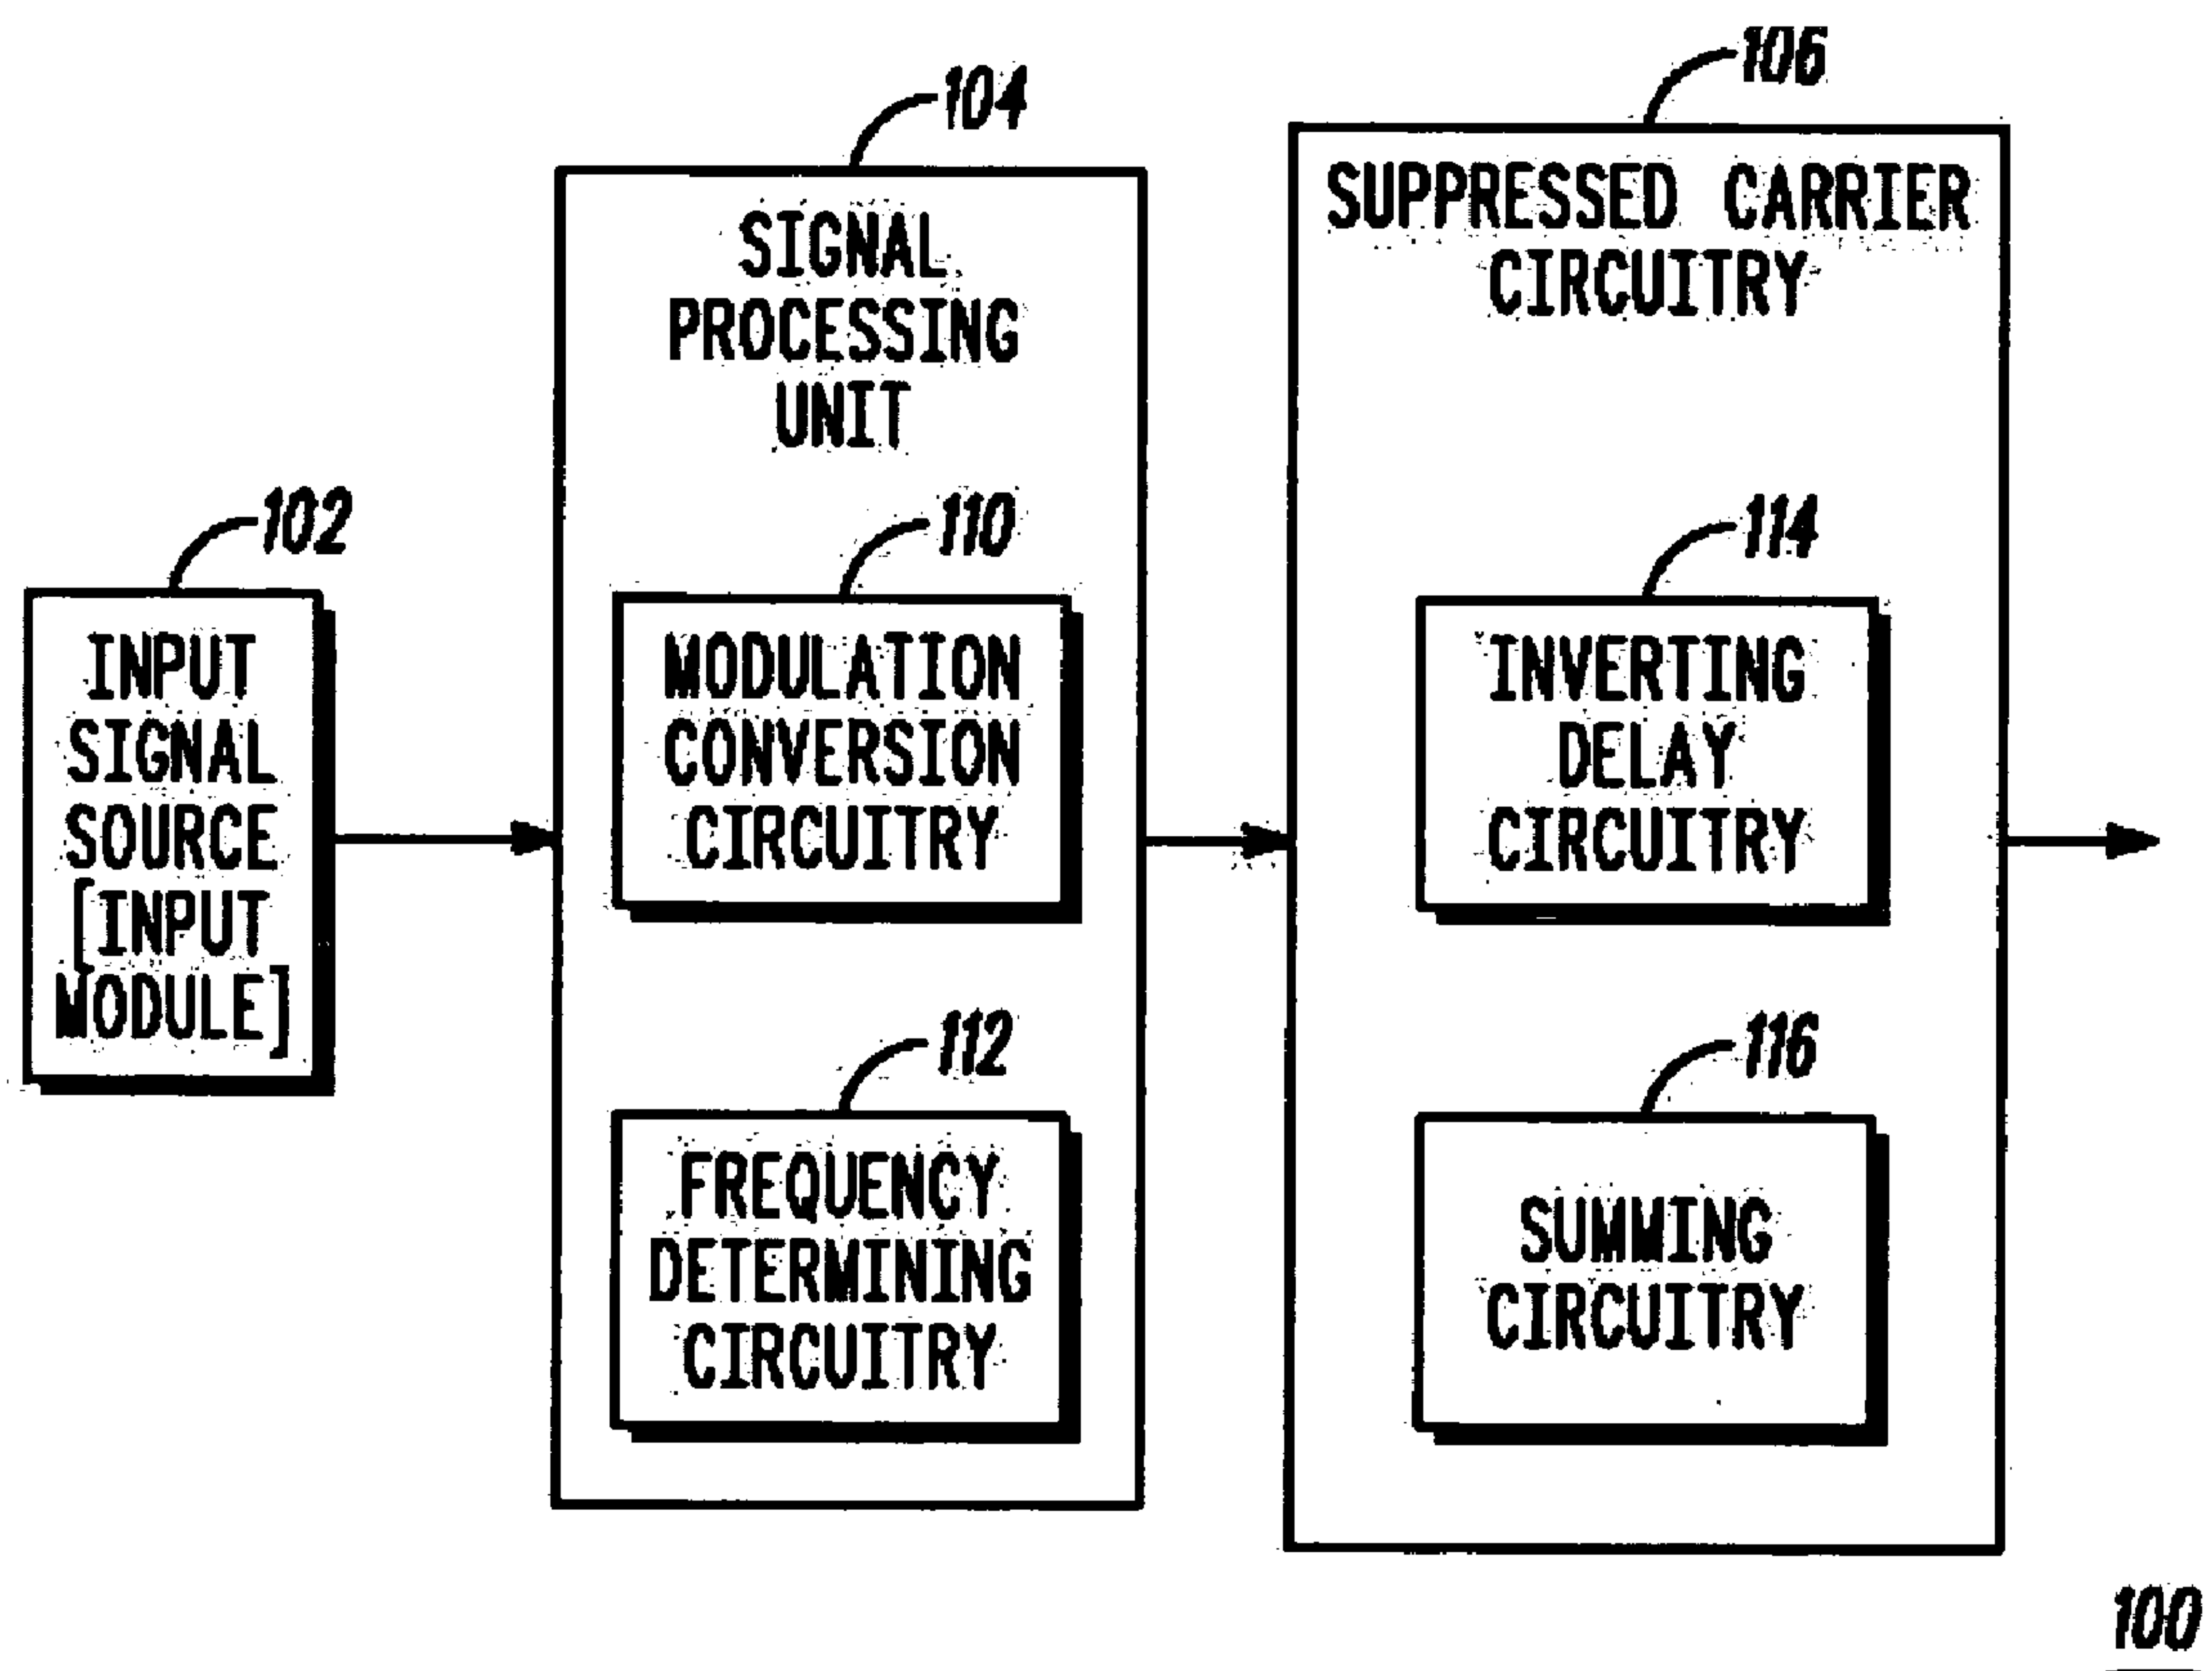 102
INPUT
SIGNAL
SOURCE
[INPUT
MODULE]
104
SIGNAL
PROCESSING
UNIT
110
MODULATION
CONVERSION
CIRCUITRY
112
FREQUENCY
DETERMINING
CIRCUITRY
106
SUPPRESSED CARRIER
CIRCUITRY
114
INVERTING
DELAY
CIRCUITRY
116
SUMMING
CIRCUITRY
100